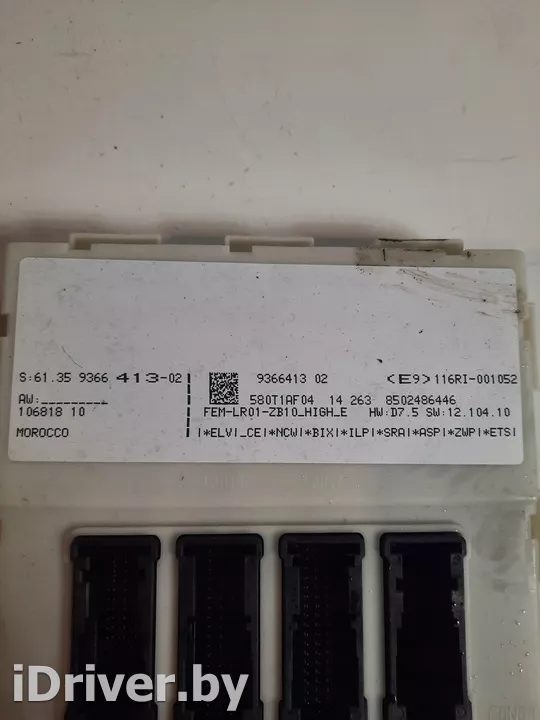 S:61.35 9366 413-02
9366413 02
<E9>116RI-001052
AW:_________
580T1AF04 14 263 8502486446
106818 10
FEM-LR01-ZB10_HIGH_E HW:D7.5 SW:12.104.10
MOROCCO
|*ELV|_CE|*NCW|*BIX|*ILP|*SRA|*ASP|*ZWP|*ETS|
iDriver.by